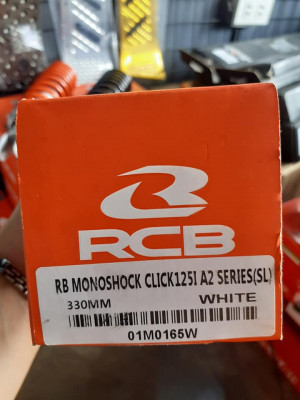 RCB
RB MONOSHOCK CLICK125I A2 SERIES(SL)
330MM WHITE
01M0165W